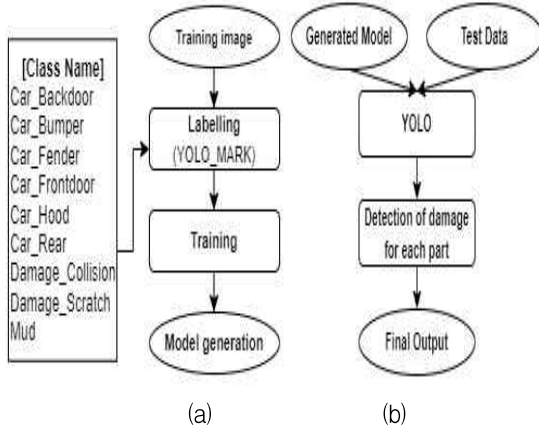 [Class Name]
Car_Backdoor
Car_Bumper
Car_Fender
Car_Frontdoor
Car_Hood
Car_Rear
Damage_Collision
Damage_Scratch
Mud
Training image
Labelling
(YOLO_MARK)
Training
Model generation
(a)
Generated Model
Test Data
YOLO
Detection of damage
for each part
Final Output
(b)